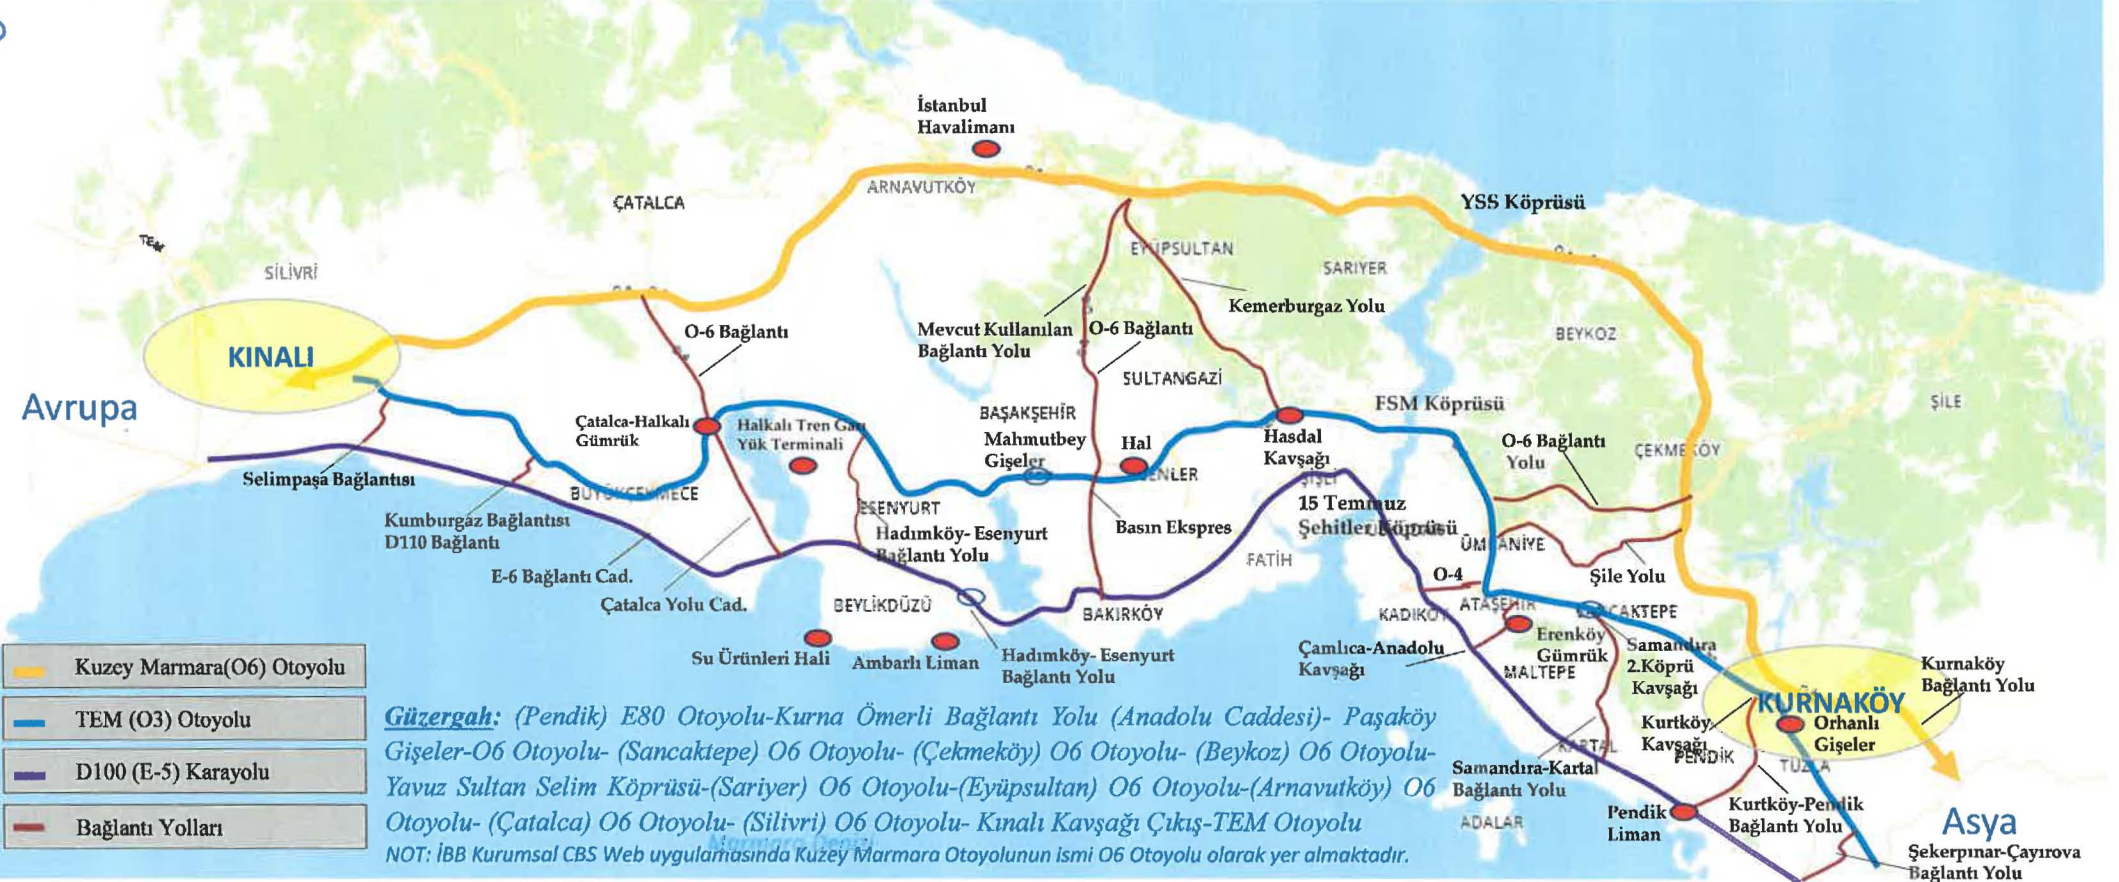 İstanbul
Havalimanı
ARNAVUTKÖY
ÇATALCA
YSS Köprüsü
TEM
SİLİVRİ
EYÜPSULTAN
SARIYER
Kemerburgaz Yolu
KINALI
O-6 Bağlantı
Mevcut Kullanılan
Bağlantı Yolu
O-6 Bağlantı
BEYKOZ
SULTANGAZİ
Avrupa
Çatalca-Halkalı
Gümrük
Halkalı Tren Garı
Yük Terminali
BAŞAKŞEHİR
Mahmutbey
Gişeler
Hal
Hasdal
Kavşağı
FSM Köprüsü
ŞİLE
O-6 Bağlantı
Yolu
ÇEKMEKÖY
Selimpaşa Bağlantısı
BÜYÜKÇEKMECE
ENLER
ŞİŞLİ
ESENYURT
15 Temmuz
Şehitler Köprüsü
Kumburgaz Bağlantısı
D110 Bağlantı
Hadımköy- Esenyurt
Bağlantı Yolu
Basın Ekspres
ÜMRANİYE
FATİH
E-6 Bağlantı Cad.
Çatalca Yolu Cad.
BEYLİKDÜZÜ
BAKIRKÖY
O-4
Şile Yolu
KADIKÖY
ATAŞEHİR
CAKTEPE
Su Ürünleri Hali
Ambarlı Liman
Hadımköy- Esenyurt
Bağlantı Yolu
Çamlıca-Anadolu
Kavşağı
Erenköy
Gümrük
MALTEPE
Samandıra
2.Köprü
Kavşağı
Kurnaköy
Bağlantı Yolu
KURNAKÖY
Orhanlı
Gişeler
Kurtköy
Kavşağı
PENDİK
TUZLA
KARTAL
Samandıra-Kartal
Bağlantı Yolu
ADALAR
Pendik
Liman
Kurtköy-Pendik
Bağlantı Yolu
Asya
Şekerpınar-Çayırova
Bağlantı Yolu
Kuzey Marmara(O6) Otoyolu
TEM (O3) Otoyolu
D100 (E-5) Karayolu
Bağlantı Yolları
Güzergah: (Pendik) E80 Otoyolu-Kurna Ömerli Bağlantı Yolu (Anadolu Caddesi)- Paşaköy
Gişeler-O6 Otoyolu- (Sancaktepe) O6 Otoyolu- (Çekmeköy) O6 Otoyolu- (Beykoz) O6 Otoyolu-
Yavuz Sultan Selim Köprüsü-(Sariyer) O6 Otoyolu-(Eyüpsultan) O6 Otoyolu-(Arnavutköy) O6
Otoyolu- (Çatalca) O6 Otoyolu- (Silivri) O6 Otoyolu- Kınalı Kavşağı Çıkış-TEM Otoyolu
Marmara Denizi
NOT: İBB Kurumsal CBS Web uygulamasında Kuzey Marmara Otoyolunun ismi O6 Otoyolu olarak yer almaktadır.